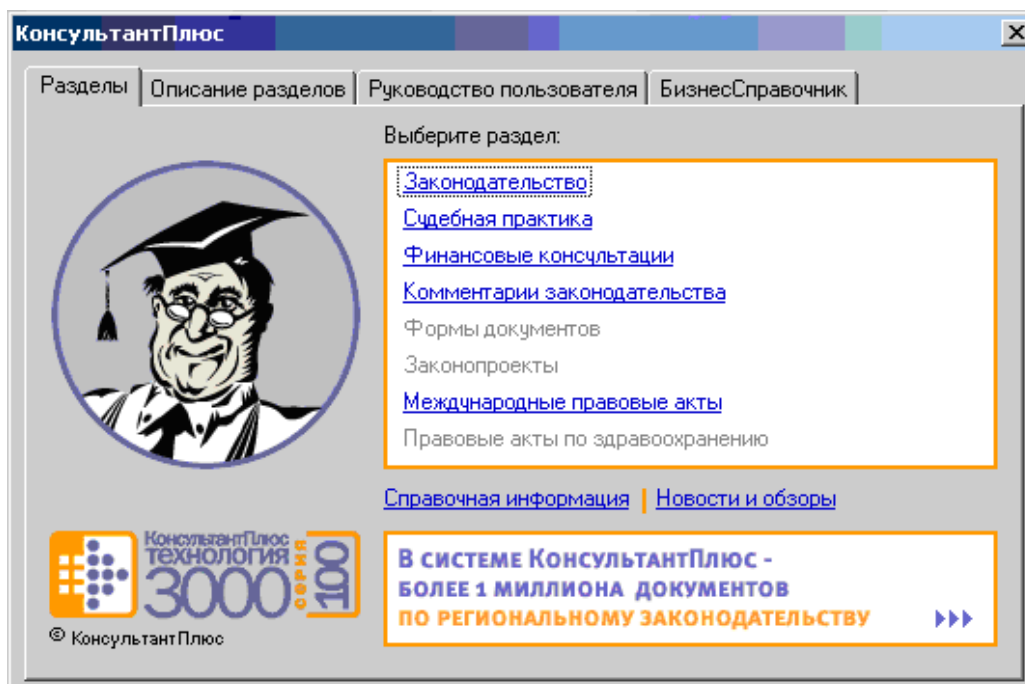 КонсультантПлюс
Разделы Описание разделов Руководство пользователя БизнесСправочник
Выберите раздел:
Законодательство
Судебная практика
Финансовые консультации
Комментарии законодательства
Формы документов
Законопроекты
Международные правовые акты
Правовые акты по здравоохранению
Справочная информация | Новости и обзоры
КонсультантПлюс
ТЕХНОЛОГИЯ
3000 серия 100
© КонсультантПлюс
В СИСТЕМЕ КОНСУЛЬТАНТПЛЮС -
БОЛЕЕ 1 МИЛЛИОНА ДОКУМЕНТОВ
ПО РЕГИОНАЛЬНОМУ ЗАКОНОДАТЕЛЬСТВУ